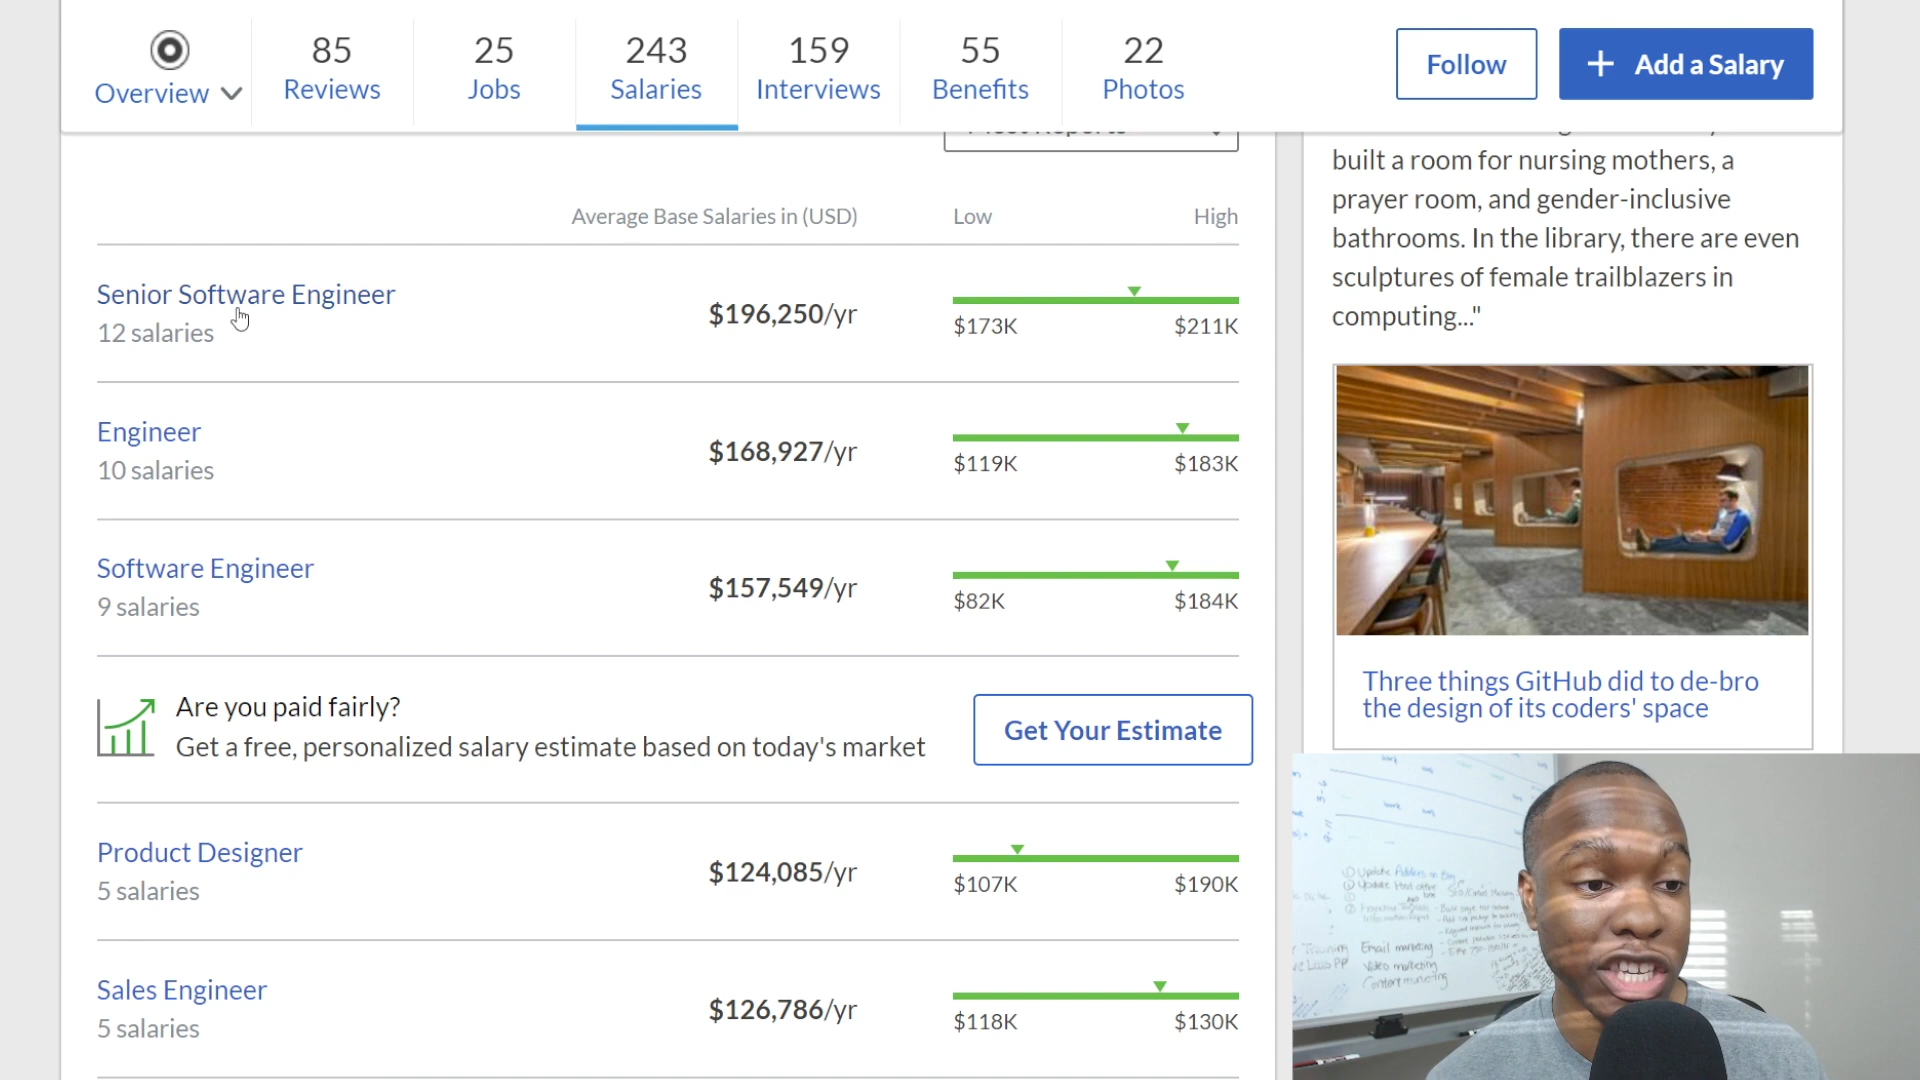 85 25 243 159 55 22
Overview Reviews Jobs Salaries Interviews Benefits Photos
Follow
+ Add a Salary
Average Base Salaries in (USD) Low High
Senior Software Engineer
12 salaries
$196,250/yr
$173K $211K
Engineer
10 salaries
$168,927/yr
$119K $183K
Software Engineer
9 salaries
$157,549/yr
$82K $184K
Are you paid fairly?
Get a free, personalized salary estimate based on today's market
Get Your Estimate
Product Designer
5 salaries
$124,085/yr
$107K $190K
Sales Engineer
5 salaries
$126,786/yr
$118K $130K
built a room for nursing mothers, a
prayer room, and gender-inclusive
bathrooms. In the library, there are even
sculptures of female trailblazers in
computing..."
Three things GitHub did to de-bro
the design of its coders' space
Email marketing
Video marketing
Content marketing